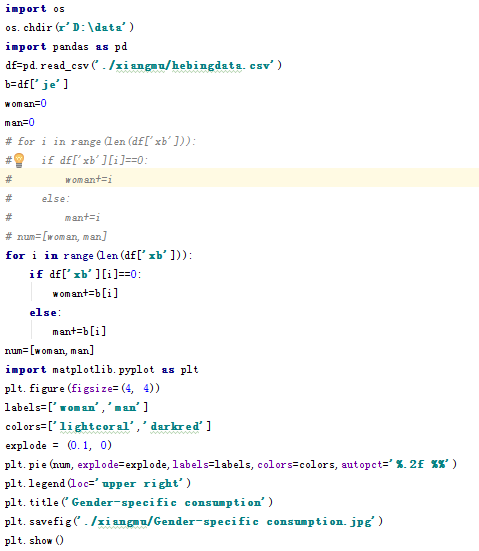 import os
os.chdir(r'D:\data')
import pandas as pd
df=pd.read_csv('./xiangmu/hebingdata.csv')
b=df['je']
woman=0
man=0
# for i in range(len(df['xb'])):
#     if df['xb'][i]==0:
#         woman+=i
#     else:
#         man+=i
# num=[woman,man]
for i in range(len(df['xb'])):
    if df['xb'][i]==0:
        woman+=b[i]
    else:
        man+=b[i]
num=[woman,man]
import matplotlib.pyplot as plt
plt.figure(figsize=(4, 4))
labels=['woman','man']
colors=['lightcoral','darkred']
explode = (0.1, 0)
plt.pie(num,explode=explode,labels=labels,colors=colors,autopct='%.2f %%')
plt.legend(loc='upper right')
plt.title('Gender-specific consumption')
plt.savefig('./xiangmu/Gender-specific consumption.jpg')
plt.show()